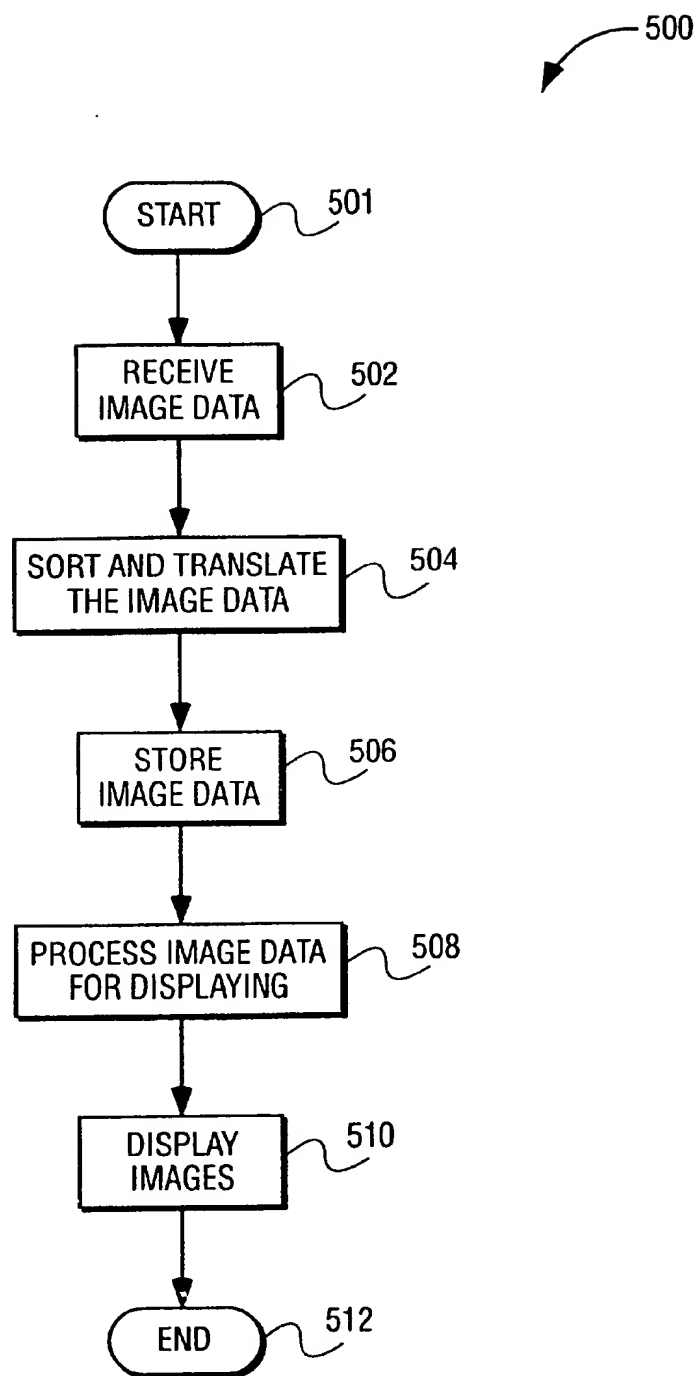 500
START
501
RECEIVE
IMAGE DATA
502
SORT AND TRANSLATE
THE IMAGE DATA
504
STORE
IMAGE DATA
506
PROCESS IMAGE DATA
FOR DISPLAYING
508
DISPLAY
IMAGES
510
END
512